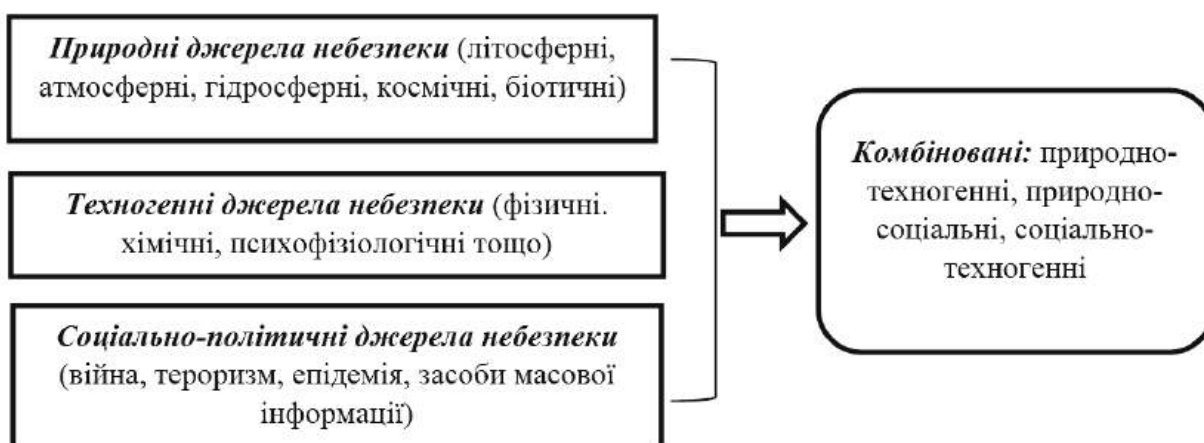 Природні джерела небезпеки (літосферні,
атмосферні, гідросферні, космічні, біотичні)
Техногенні джерела небезпеки (фізичні.
хімічні, психофізіологічні тощо)
Соціально-політичні джерела небезпеки
(війна, тероризм, епідемія, засоби масової
інформації)
Комбіновані: природно-
техногенні, природно-
соціальні, соціально-
техногенні